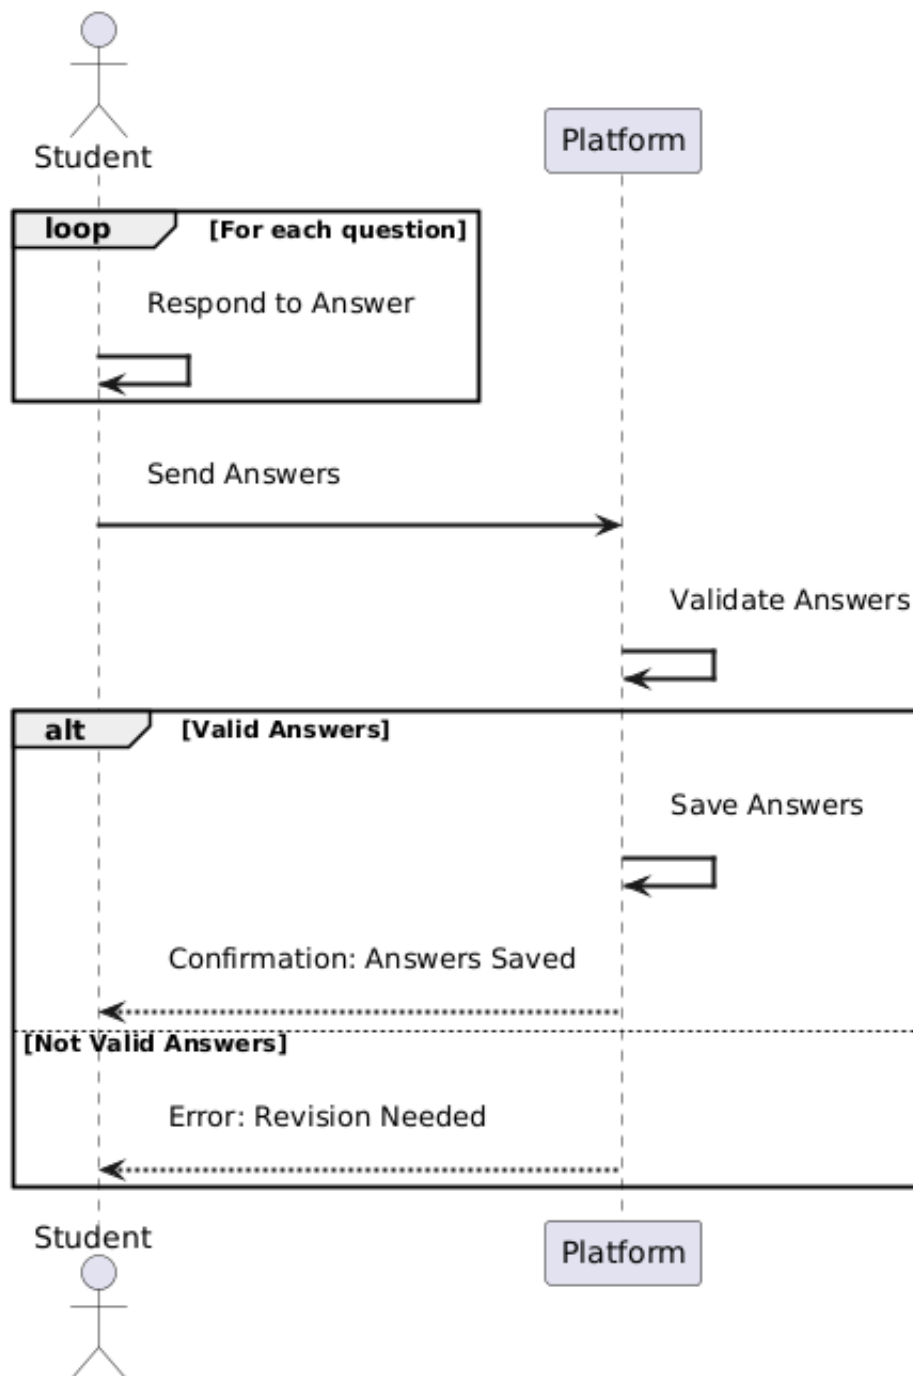 Student
Platform
loop [For each question]
Respond to Answer
Send Answers
Validate Answers
alt [Valid Answers]
Save Answers
Confirmation: Answers Saved
[Not Valid Answers]
Error: Revision Needed
Student
Platform